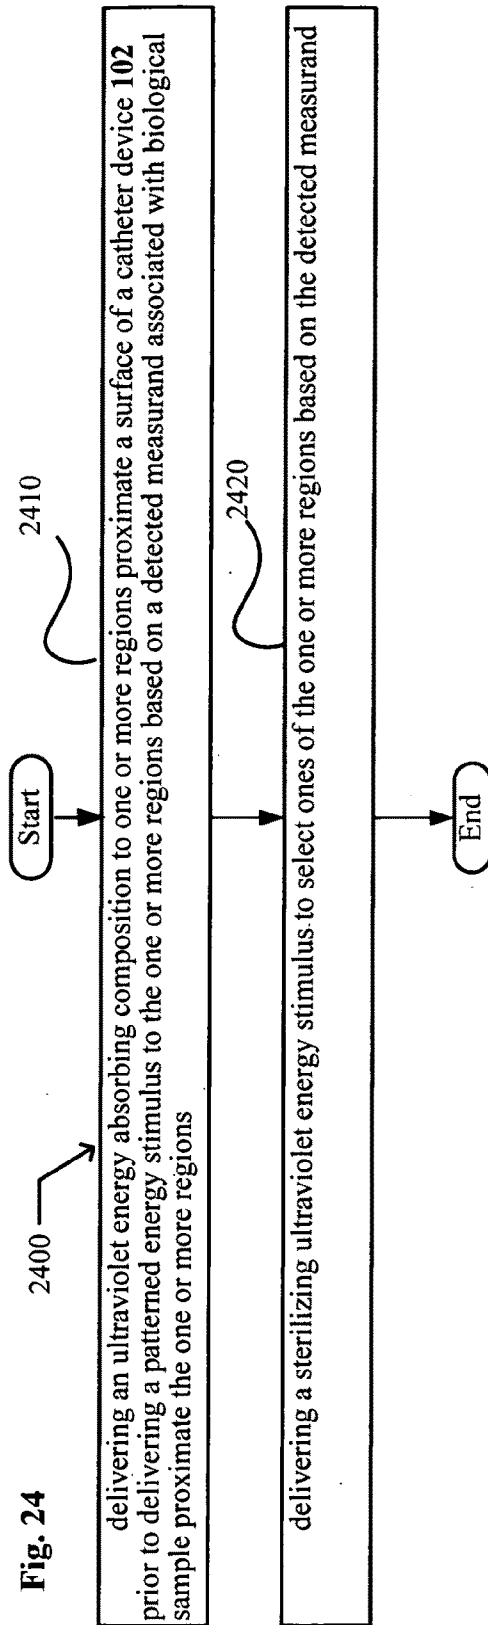 Fig. 24
2400
Start
2410
delivering an ultraviolet energy absorbing composition to one or more regions proximate a surface of a catheter device 102
prior to delivering a patterned energy stimulus to the one or more regions based on a detected measurand associated with biological
sample proximate the one or more regions
2420
delivering a sterilizing ultraviolet energy stimulus to select ones of the one or more regions based on the detected measurand
End